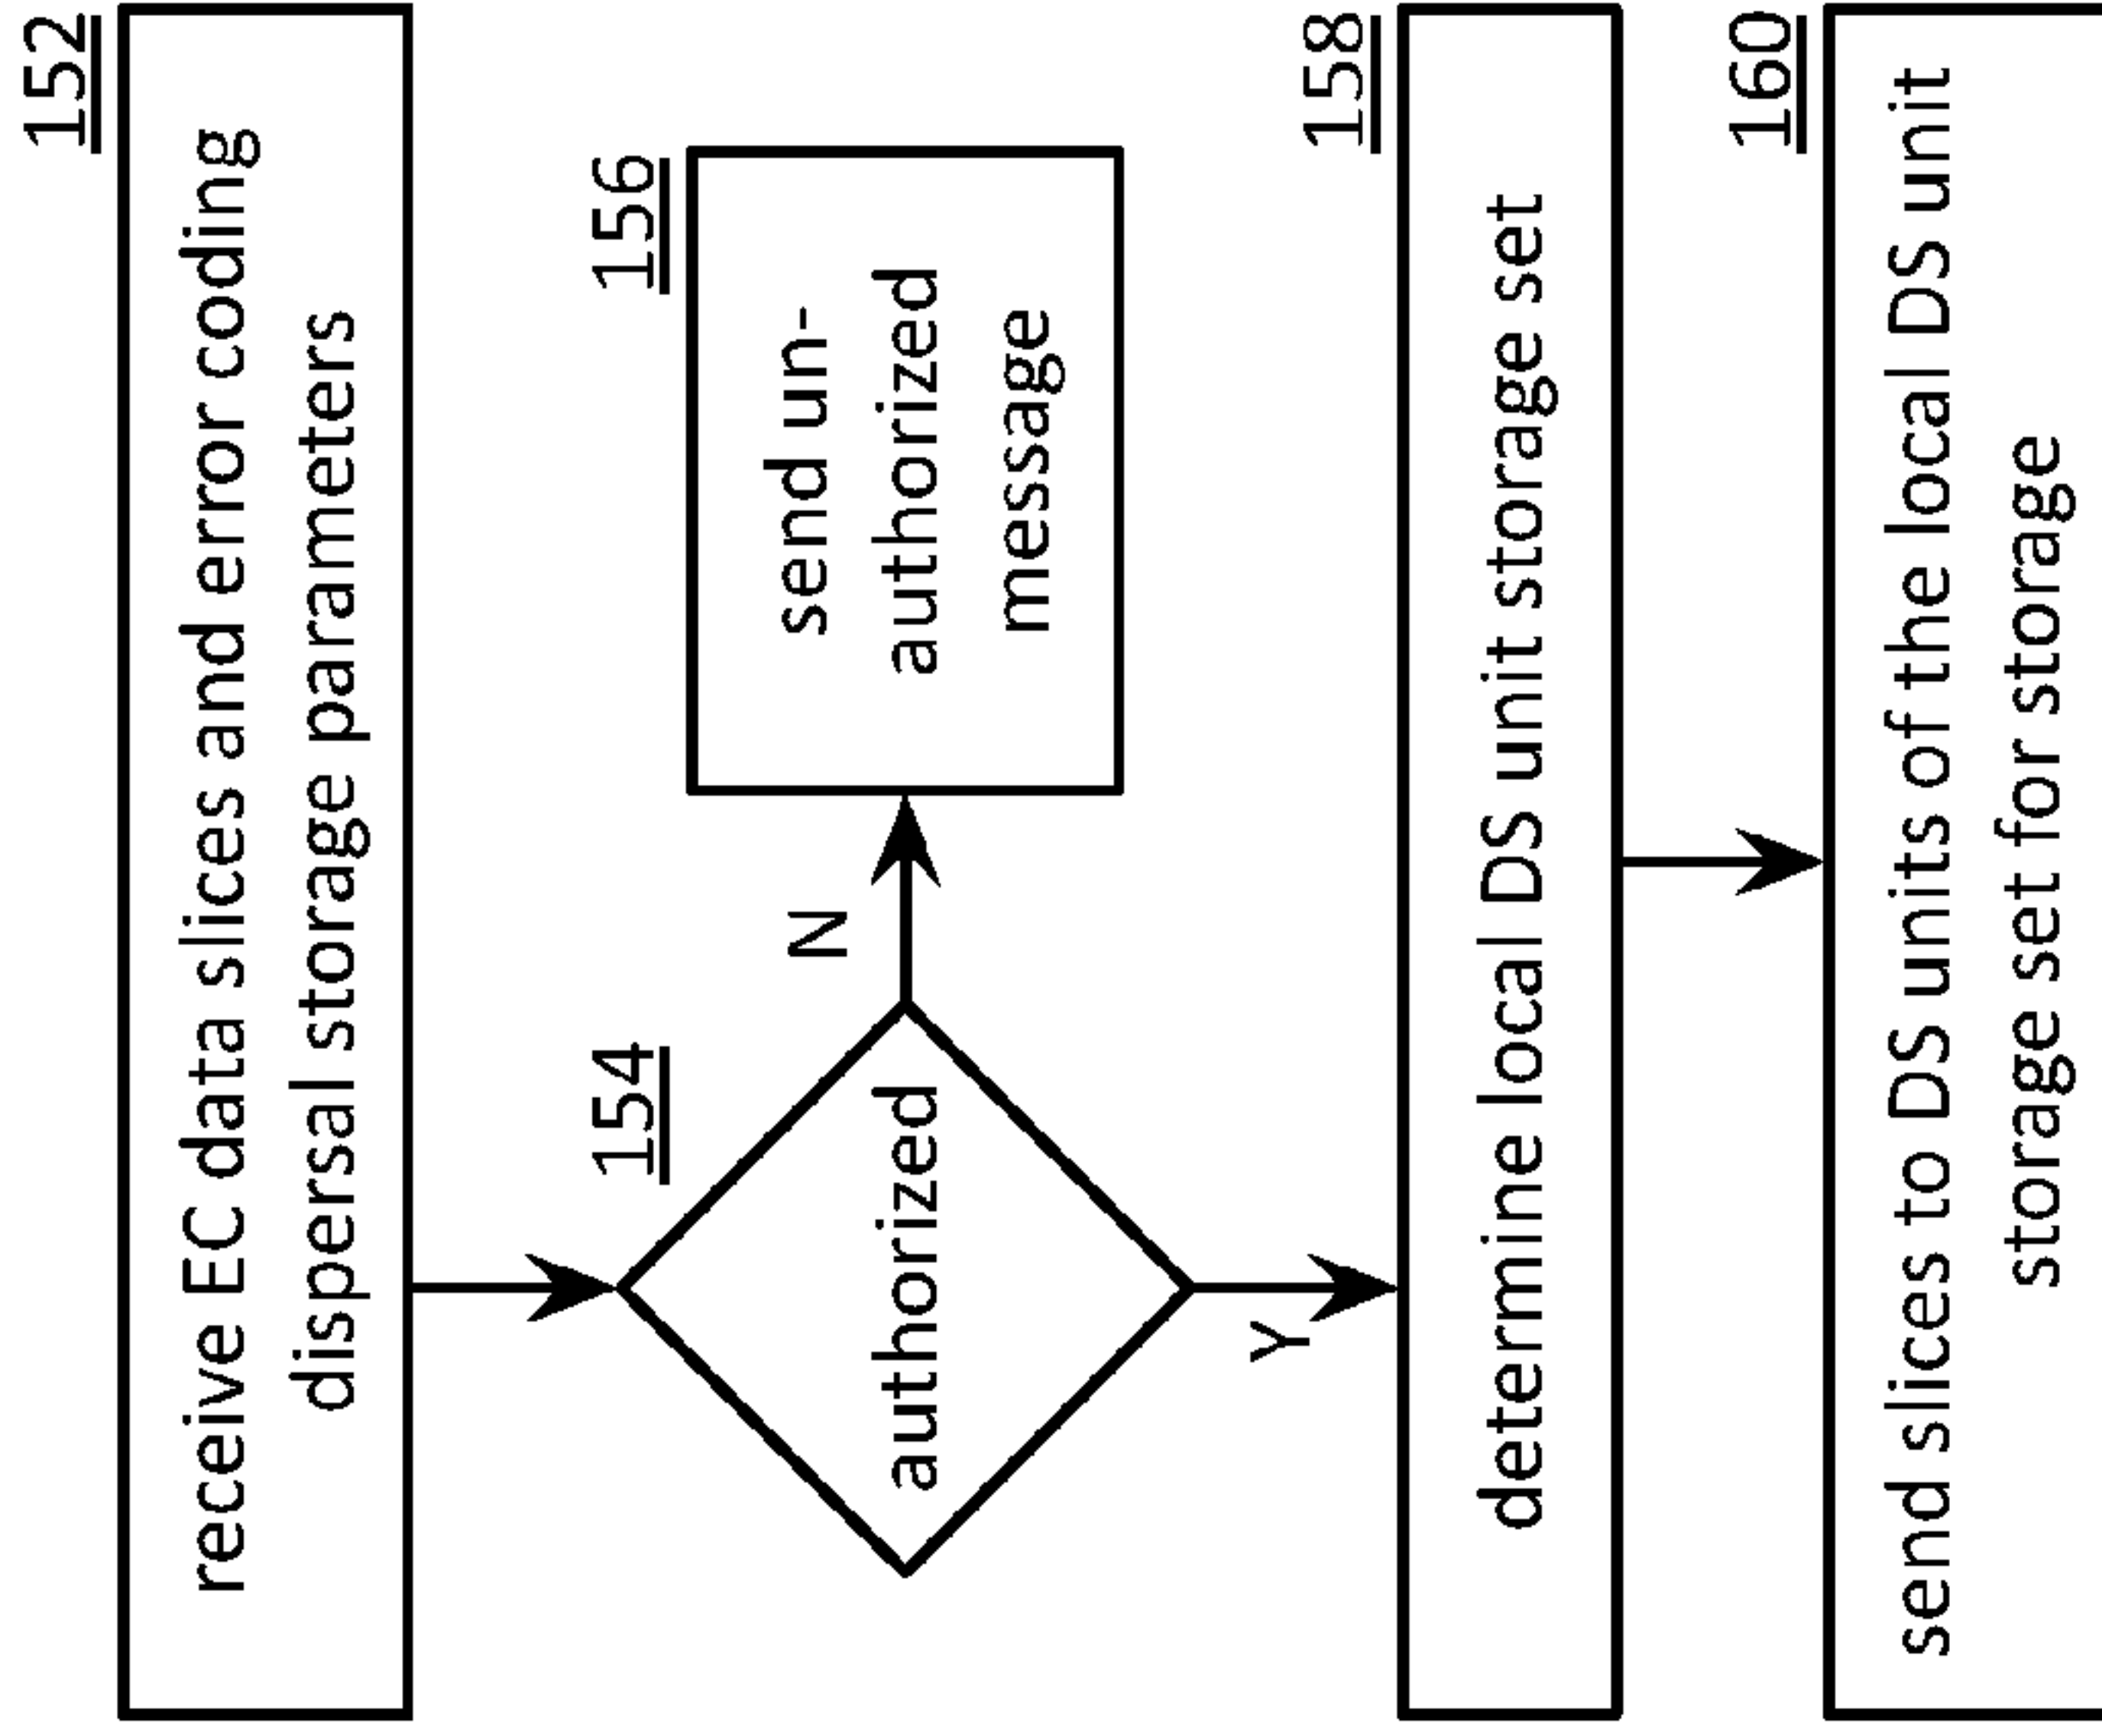 152
receive EC data slices and error coding
dispersal storage parameters
154
authorized
N
156
send un-
authorized
message
Y
158
determine local DS unit storage set
160
send slices to DS units of the local DS unit
storage set for storage